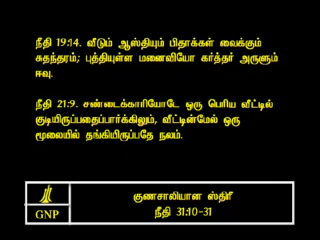 நீதி 19:14. வீடும் ஆஸ்தியும் பிதாக்கள் வைக்கும்
சுதந்தரம்; புத்தியுள்ள மனைவியோ கர்த்தர் அருளும்
ஈவு.
நீதி 21:9. சண்டைக்காரியோடே ஒரு பெரிய வீட்டில்
குடியிருப்பதைப்பார்க்கிலும், வீட்டின்மேல் ஒரு
மூலையில் தங்கியிருப்பதே நலம்.
GNP
குணசாலியான ஸ்திரீ
நீதி 31:10-31